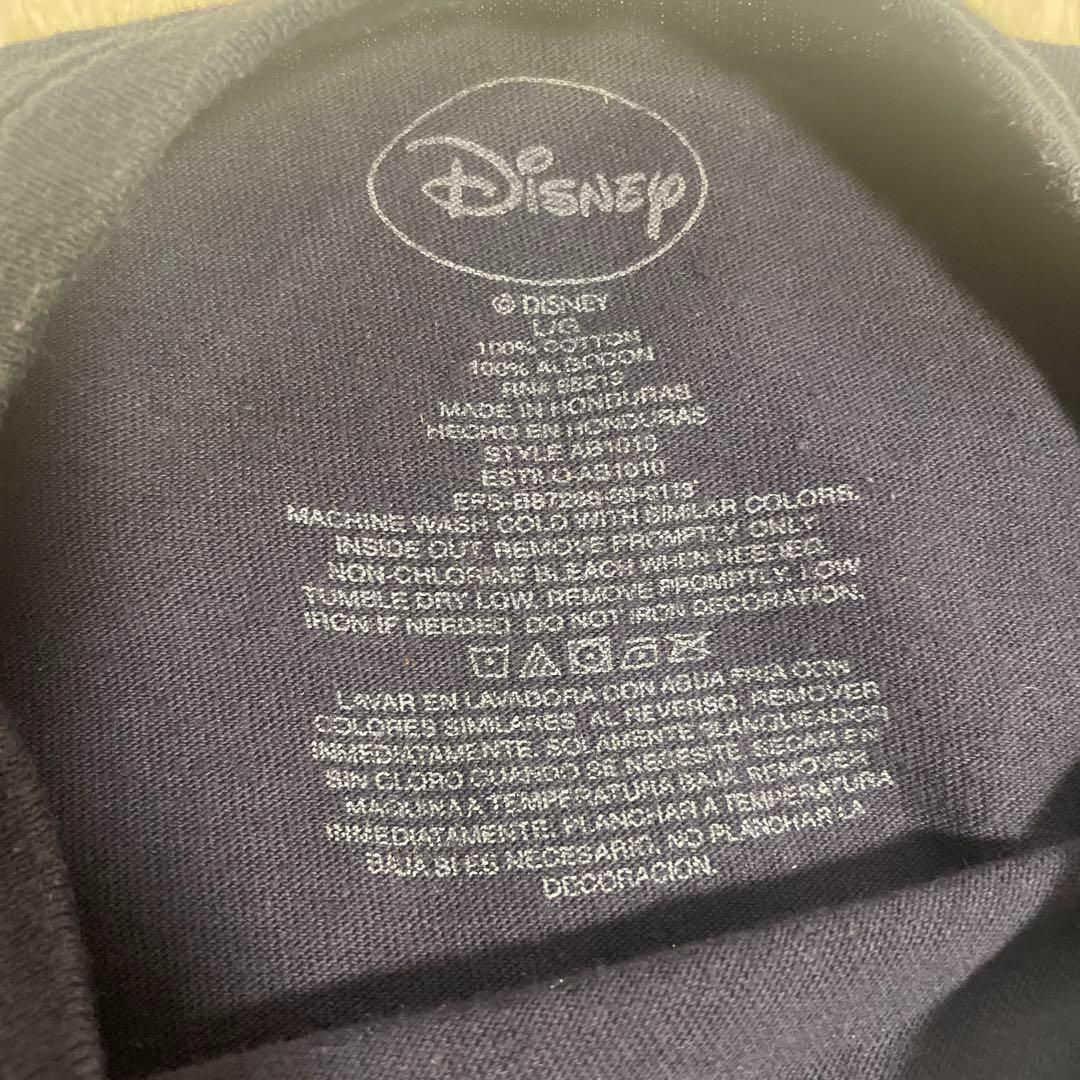 Disney
© DISNEY
L/G
100% COTTON
100% ALGODON
RN#
MADE IN HONDURAS
HECHO EN HONDURAS
STYLE AB1010
AB1010
MACHINE WASH COLD WITH SIMILAR COLORS.
INSIDE OUT. REMOVE PROMPTLY. ONLY
NON-CHLORINE BLEACH WHEN NEEDED.
TUMBLE DRY LOW. REMOVE PROMPTLY. LOW
IRON IF NEEDED. DO NOT IRON DECORATION.
LAVAR EN LAVADORA CON AGUA FRIA CON
COLORES SIMILARES. AL REVERSO. REMOVER
INMEDIATAMENTE. SOLAMENTE BLANQUEADOR
SIN CLORO CUANDO SE NECESITE. SECAR EN
MAQUINA A TEMPERATURA BAJA. REMOVER
INMEDIATAMENTE. PLANCHAR A TEMPERATURA
BAJA SI ES NECESARIO. NO PLANCHAR LA
DECORACION.